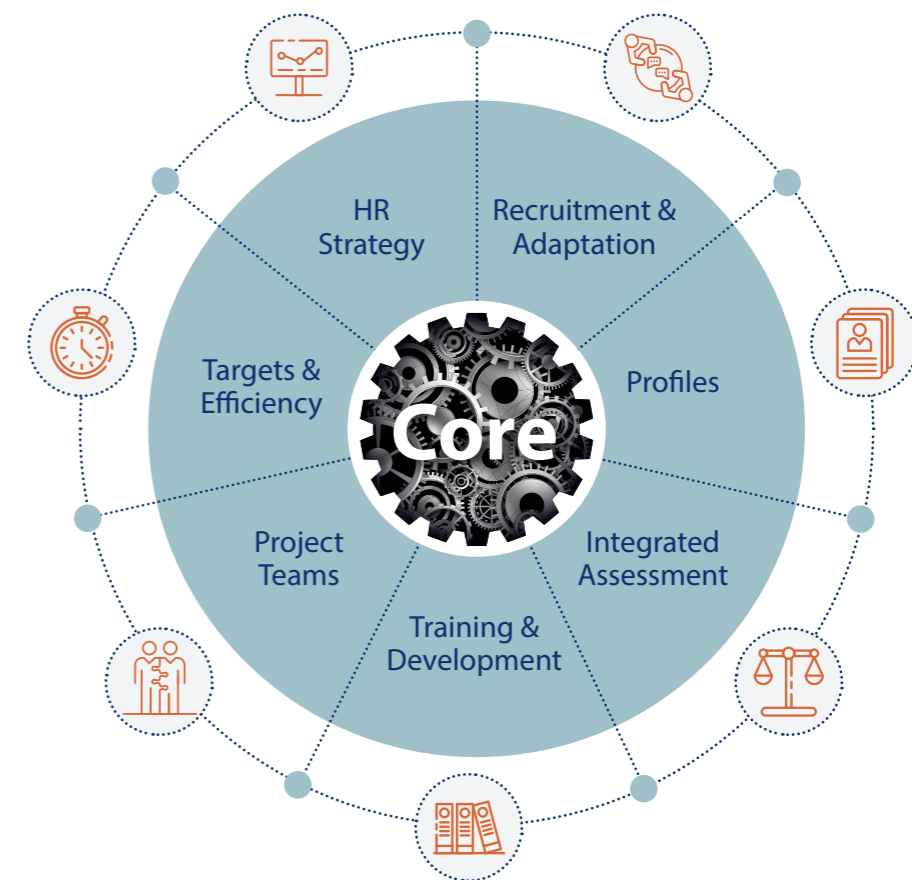 HR
Strategy
Recruitment &
Adaptation
Targets &
Efficiency
Profiles
Core
Project
Teams
Integrated
Assessment
Training &
Development